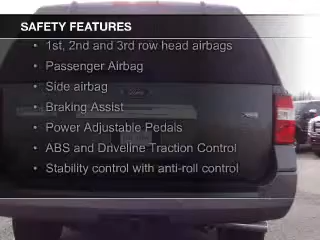 SAFETY FEATURES
• 1st, 2nd and 3rd row head airbags
• Passenger Airbag
• Side airbag
• Braking Assist
• Power Adjustable Pedals
• ABS and Driveline Traction Control
• Stability control with anti-roll control